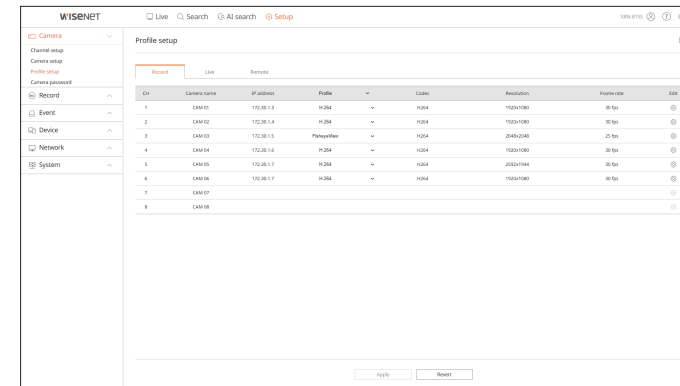 WISENET Live Search AI search Setup XRN-810S
Camera
Channel setup
Camera setup
Profile setup
Camera password
Record
Event
Device
Network
System
Profile setup
Record Live Remote
CH Camera name IP address Profile Codec Resolution Frame rate Edit
1 CAM 01 172.30.1.3 H.264 H264 1920x1080 30 fps
2 CAM 02 172.30.1.4 H.264 H264 1920x1080 30 fps
3 CAM 03 172.30.1.5 FisheyeView H264 2048x2048 25 fps
4 CAM 04 172.30.1.6 H.264 H264 1920x1080 30 fps
5 CAM 05 172.30.1.7 H.264 H264 2592x1944 30 fps
6 CAM 06 172.30.1.7 H.264 H264 1920x1080 30 fps
7 CAM 07
8 CAM 08
Apply Revert